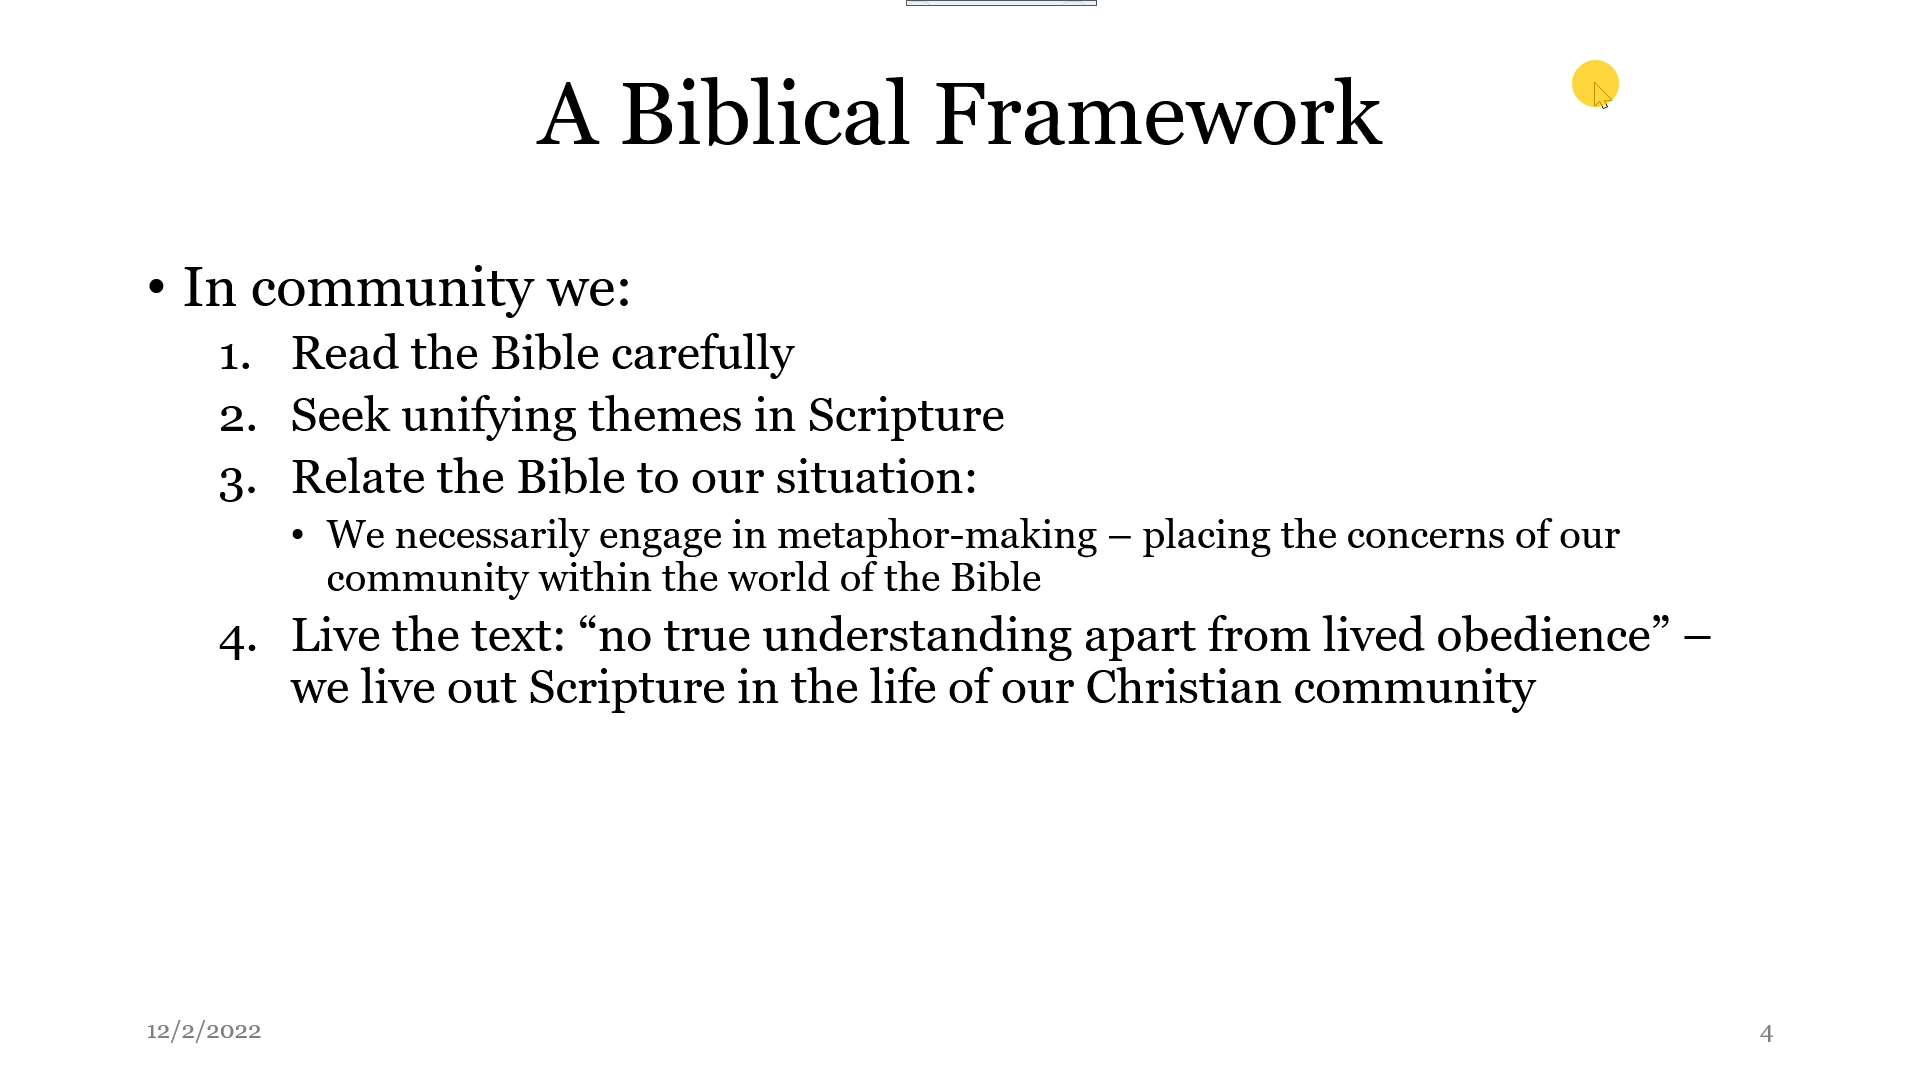 A Biblical Framework
• In community we:
1. Read the Bible carefully
2. Seek unifying themes in Scripture
3. Relate the Bible to our situation:
• We necessarily engage in metaphor-making – placing the concerns of our
community within the world of the Bible
4. Live the text: “no true understanding apart from lived obedience” –
we live out Scripture in the life of our Christian community
12/2/2022
4